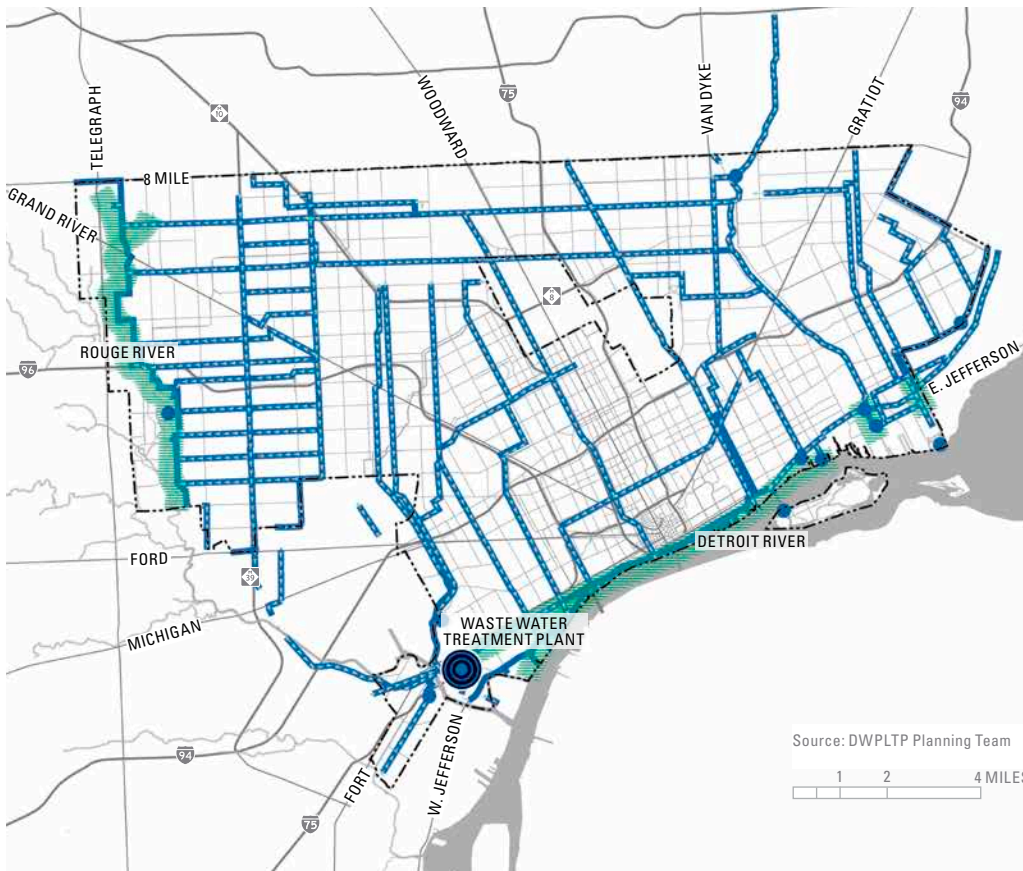 TELEGRAPH
WOODWARD
VAN DYKE
GRATIOT
75
94
10
8 MILE
GRAND RIVER
8
ROUGE RIVER
96
E. JEFFERSON
DETROIT RIVER
FORD
39
MICHIGAN
WASTE WATER
TREATMENT PLANT
94
FORT
W. JEFFERSON
75
Source: DWPLTP Planning Team
1 2 4 MILES